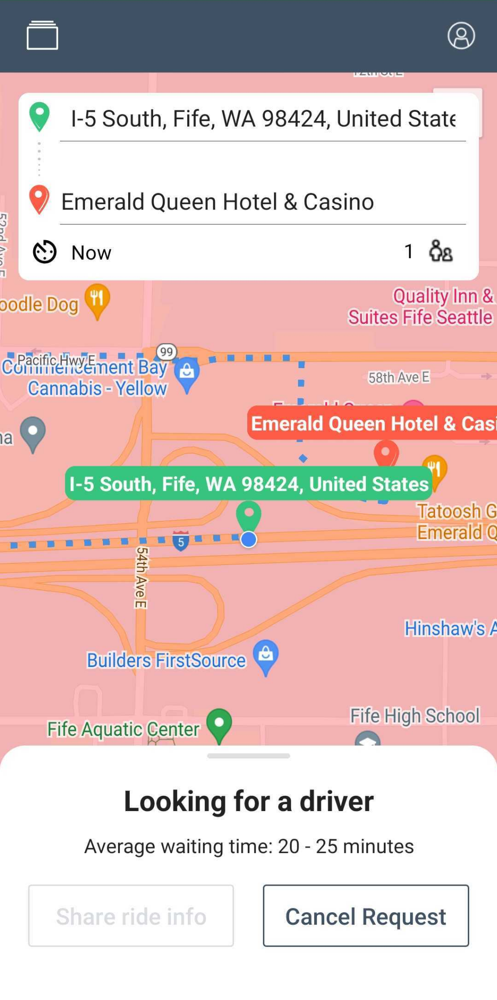 I-5 South, Fife, WA 98424, United State
Emerald Queen Hotel & Casino
Now
1
52nd Ave E
oodle Dog
Quality Inn &
Suites Fife Seattle
99
Pacific Hwy E
Commencement Bay
Cannabis - Yellow
58th Ave E
Emerald Queen Hotel & Casi
na
I-5 South, Fife, WA 98424, United States
Tatoosh G
Emerald Q
5
54th Ave E
Hinshaw's A
Builders FirstSource
Fife High School
Fife Aquatic Center
Looking for a driver
Average waiting time: 20 - 25 minutes
Share ride info
Cancel Request